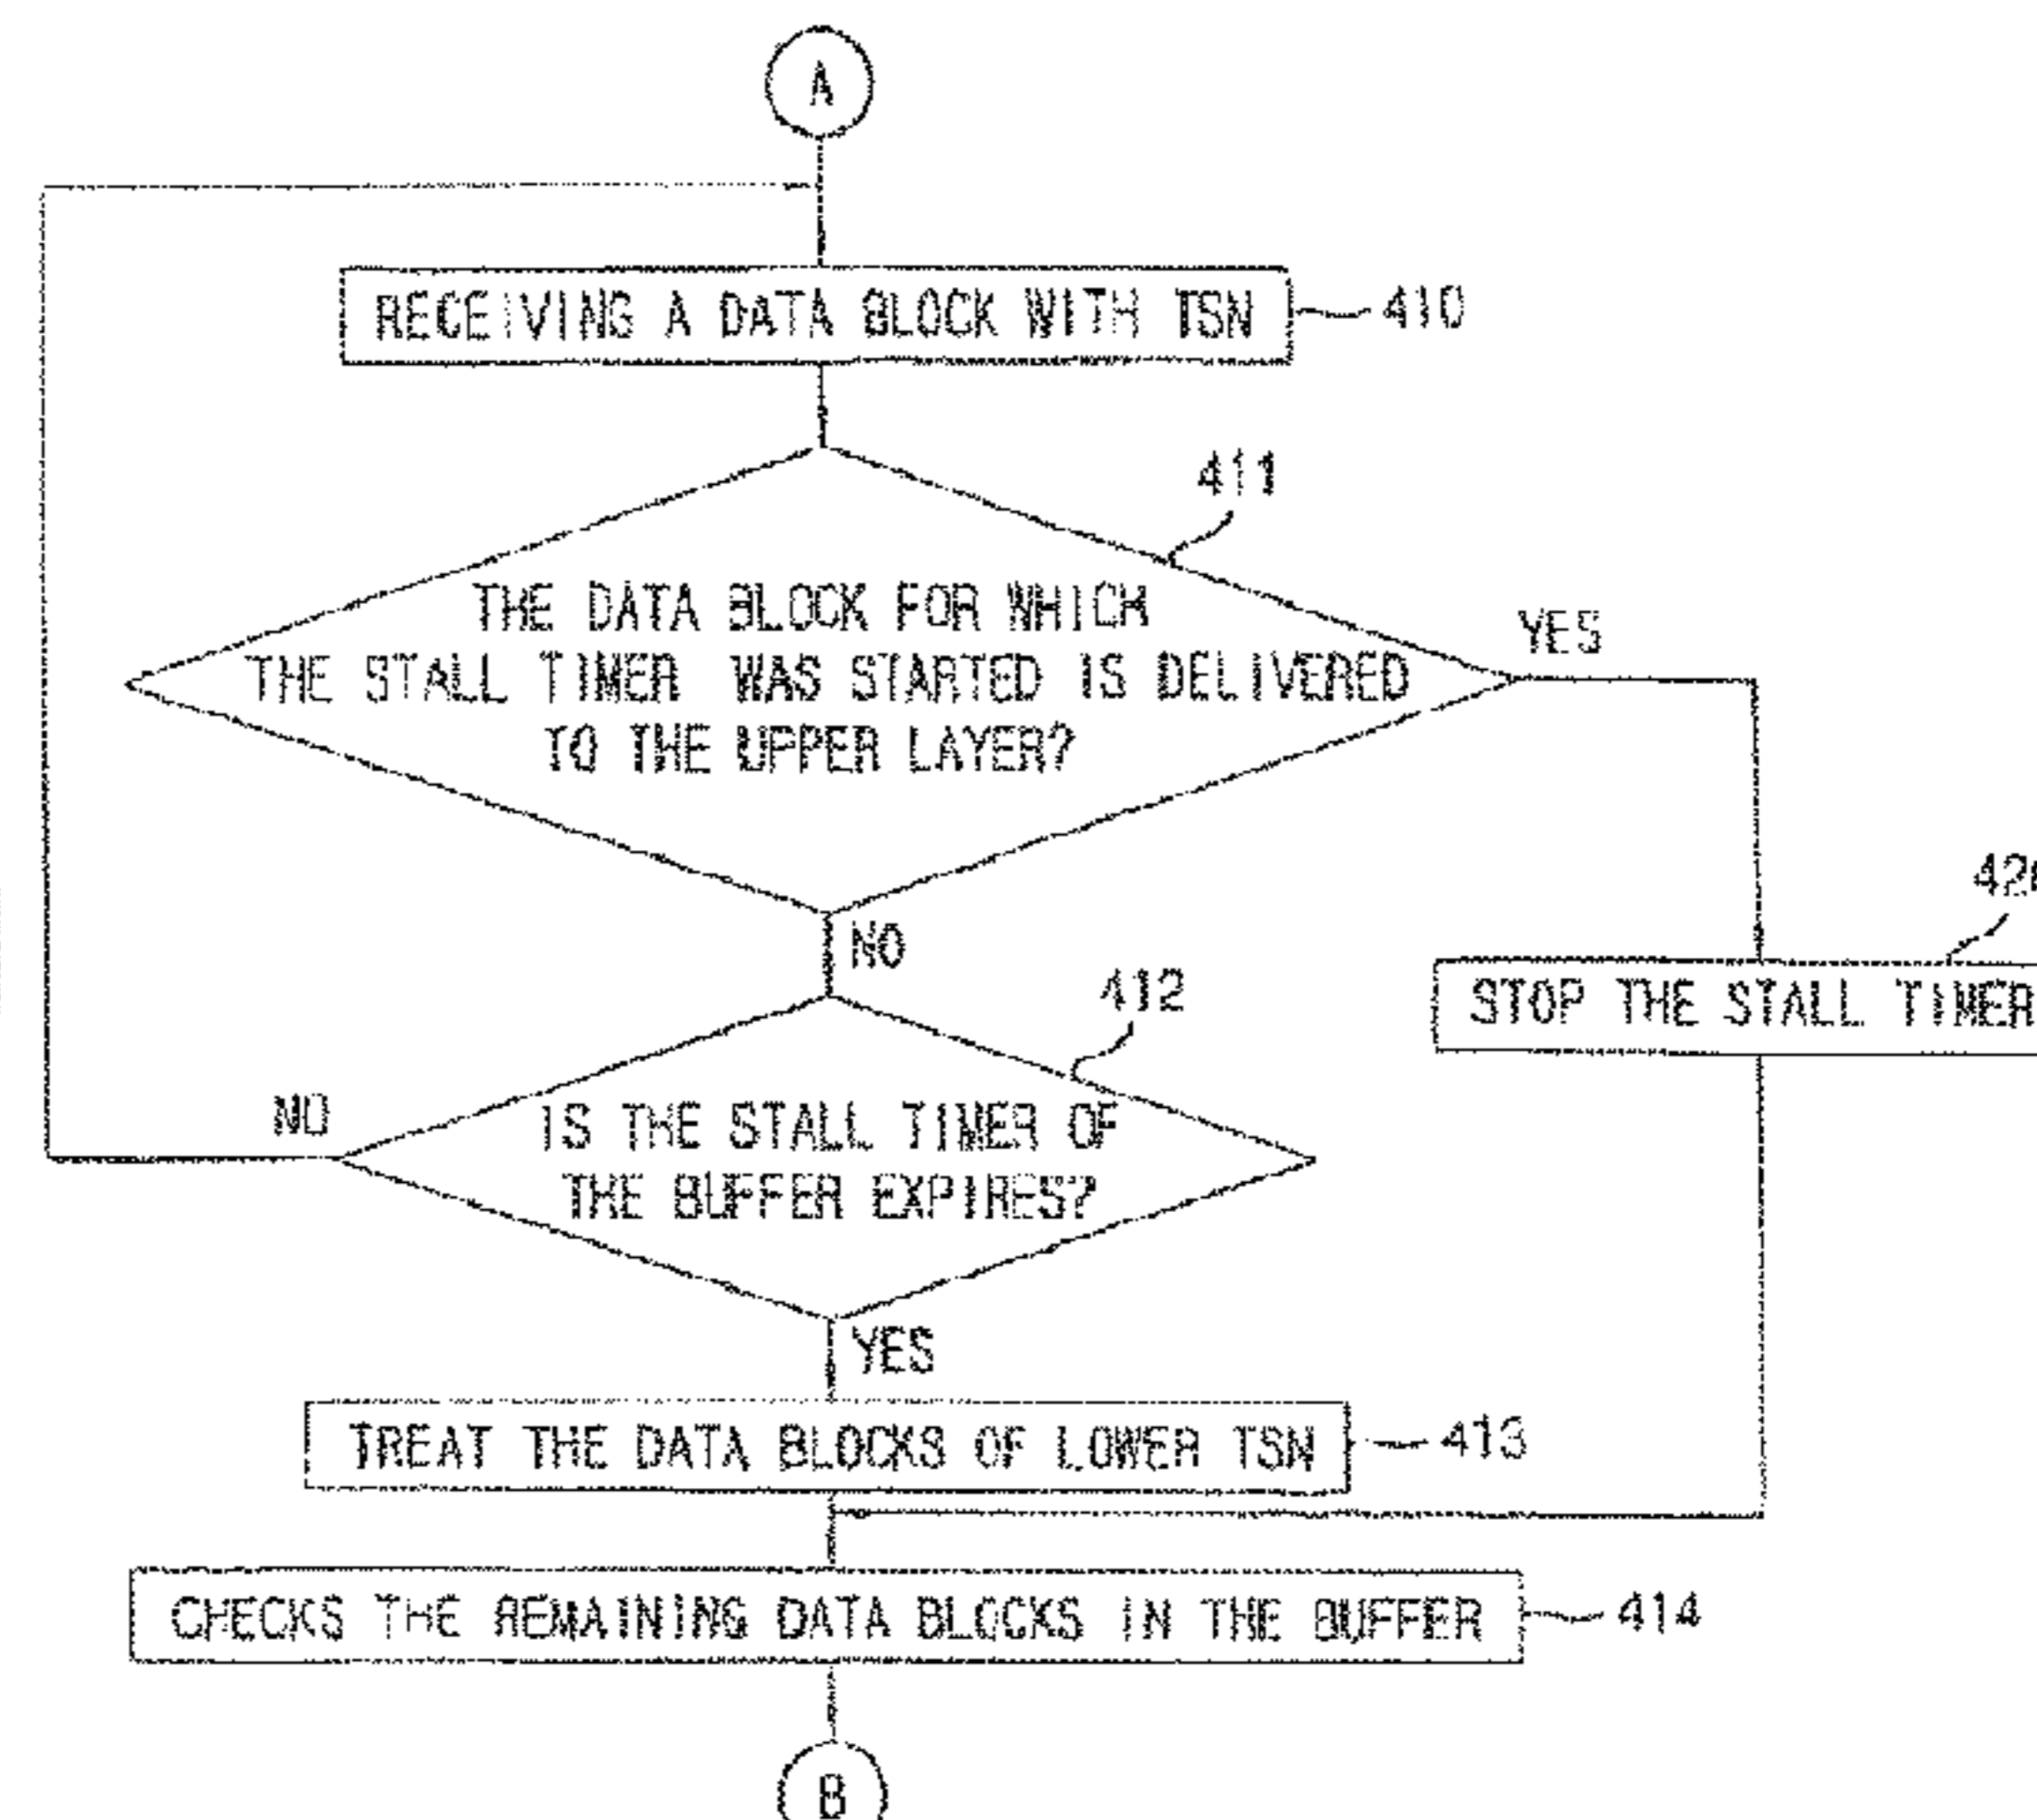 A
RECEIVING A DATA BLOCK WITH TSN
410
411
THE DATA BLOCK FOR WHICH
THE STALL TIMER WAS STARTED IS DELIVERED
TO THE UPPER LAYER?
YES
NO
STOP THE STALL TIMER
412
NO
IS THE STALL TIMER OF
THE BUFFER EXPIRES?
YES
TREAT THE DATA BLOCKS OF LOWER TSN
413
CHECKS THE REMAINING DATA BLOCKS IN THE BUFFER
414
B